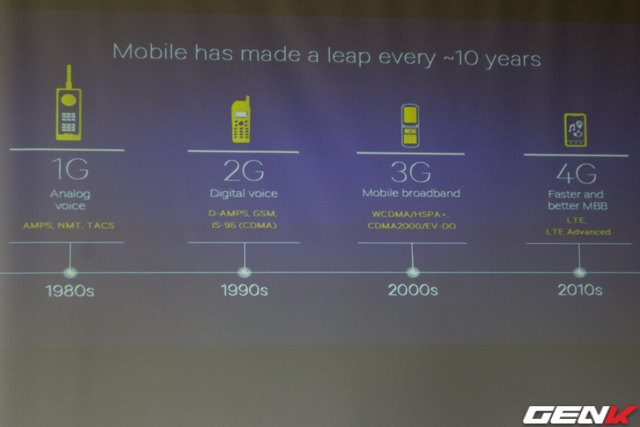 Mobile has made a leap every ~10 years
1G
Analog
voice
AMPS, NMT, TACS
1980s
2G
Digital voice
D-AMPS, GSM,
IS-95 (CDMA)
1990s
3G
Mobile broadband
WCDMA/HSPA+,
CDMA2000/EV-DO
2000s
4G
Faster and
better MBB
LTE,
LTE Advanced
2010s
GENK